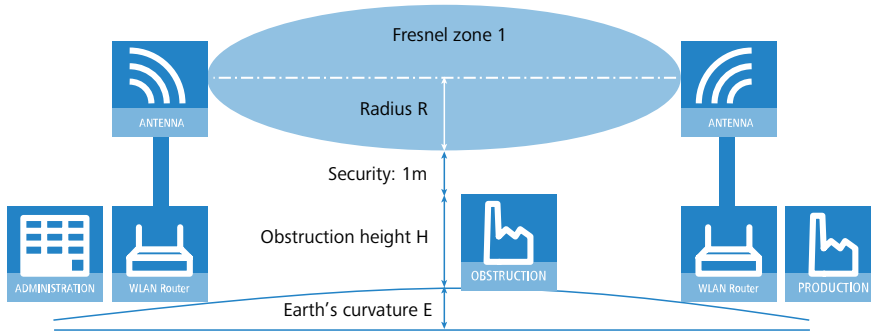 Fresnel zone 1
ANTENNA
ANTENNA
Radius R
Security: 1m
Obstruction height H
ADMINISTRATION
WLAN Router
OBSTRUCTION
WLAN Router
PRODUCTION
Earth's curvature E